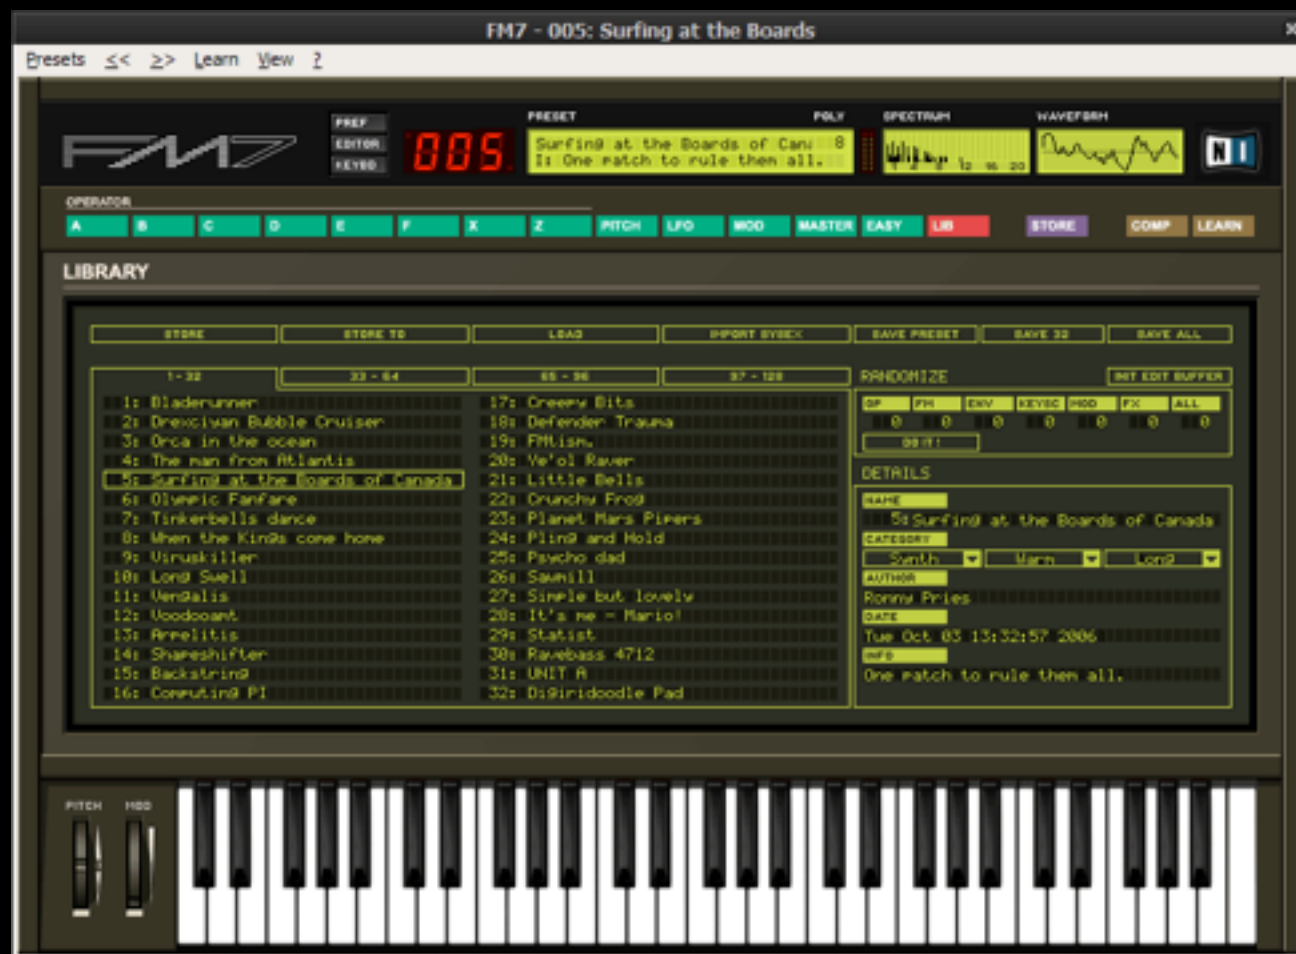 FM7 - 005: Surfing at the Boards
Presets << >> Learn View ?
FM7
PREF
EDITOR
KEYBD
005
PRESET POLY
Surfing at the Boards of Can: 8
I: One patch to rule them all.
SPECTRUM
12 16 20
WAVEFORM
NI
OPERATOR
A B C D E F X Z PITCH LFO MOD MASTER EASY LIB STORE COMP LEARN
LIBRARY
STORE STORE TO LOAD IMPORT SYSEX SAVE PRESET SAVE 32 SAVE ALL
1-32 33 - 64 65 - 96 97 - 128
1: Bladerunner
2: Drexciyan Bubble Cruiser
3: Orca in the ocean
4: The man from Atlantis
5: Surfing at the Boards of Canada
6: Olympic Fanfare
7: Tinkerbells dance
8: When the Kings come home
9: Viruskiller
10: Long Swell
11: Vengalis
12: Voodooant
13: Arpelitis
14: Shapeshifter
15: Backstring
16: Computing PI
17: Creepy Bits
18: Defender Trauma
19: FMtism.
20: Ye'ol Raver
21: Little Bells
22: Crunchy Frog
23: Planet Mars Pipers
24: Pling and Hold
25: Psycho dad
26: Sawmill
27: Simple but lovely
28: It's me - Mario!
29: Statist
30: Ravebass 4712
31: UNIT A
32: Digiridoodle Pad
RANDOMIZE INIT EDIT BUFFER
OP FM ENV KEYSC MOD FX ALL
0 0 0 0 0 0 0
DO IT!
DETAILS
NAME
5: Surfing at the Boards of Canada
CATEGORY
Synth Warm Long
AUTHOR
Ronny Pries
DATE
Tue Oct 03 13:32:57 2006
INFO
One patch to rule them all.
PITCH MOD